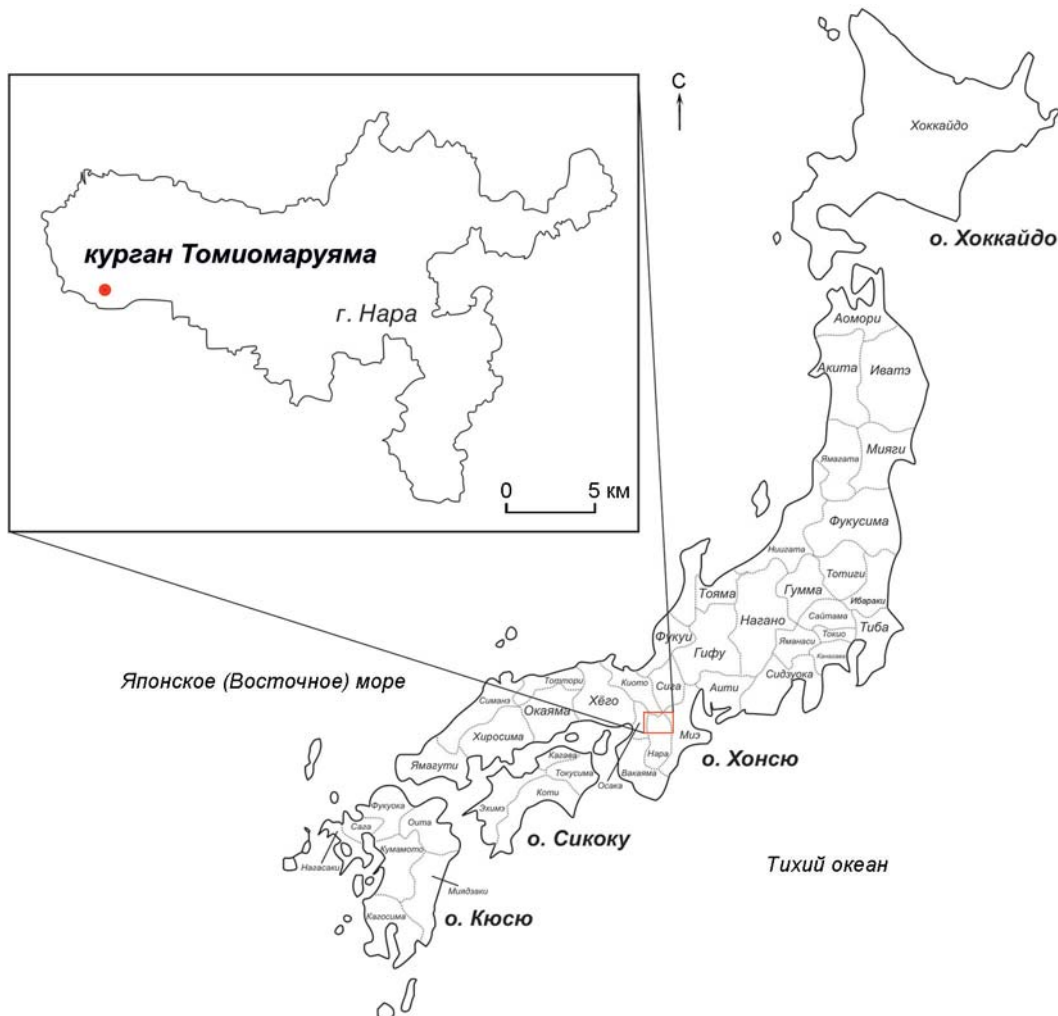 С
курган Томиомаруяма
г. Нара
0 5 км
Хоккайдо
о. Хоккайдо
Аомори
Акита
Иватэ
Ямагата
Мияги
Фукусима
Ниигата
Тояма
Гумма
Тотиги
Ибараки
Нагано
Сайтама
Фукуи
Гифу
Яманаси
Токио
Тиба
Канагава
Сидзуока
Японское (Восточное) море
Тоттори
Киото
Сига
Аити
Симанэ
Окаяма
Хёго
Хиросима
Миэ
Нара
о. Хонсю
Ямагути
Кагава
Токусима
Осака
Вакаяма
Эхимэ
Коти
о. Сикоку
Фукуока
Сага
Оита
Нагасаки
Кумамото
Миядзаки
Тихий океан
Кагосима
о. Кюсю